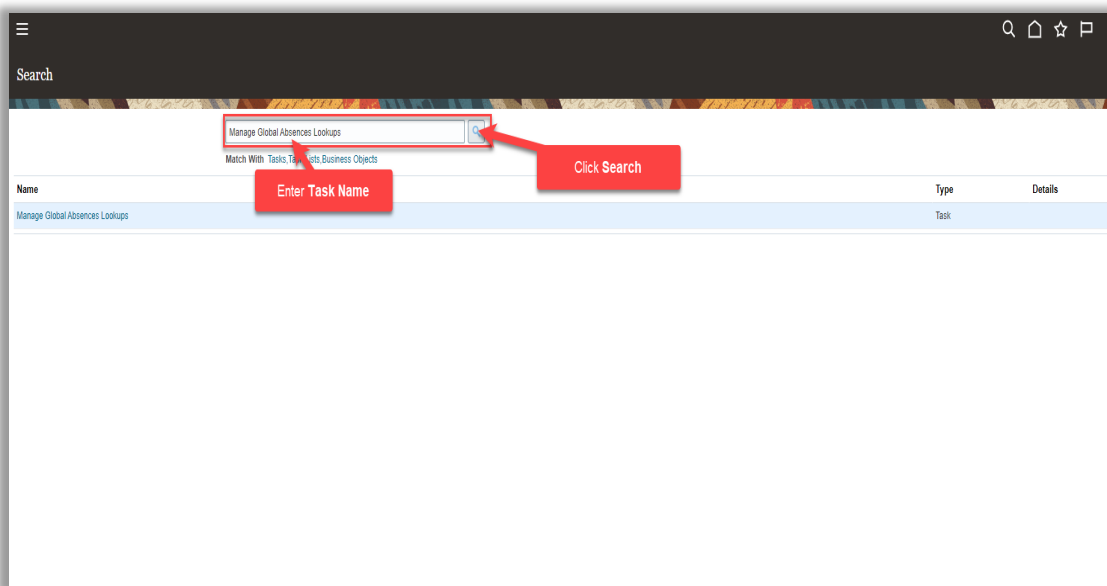 Search
Manage Global Absences Lookups
Click Search
Match With Tasks, Lists, Business Objects
Enter Task Name
Name Type Details
Manage Global Absences Lookups Task